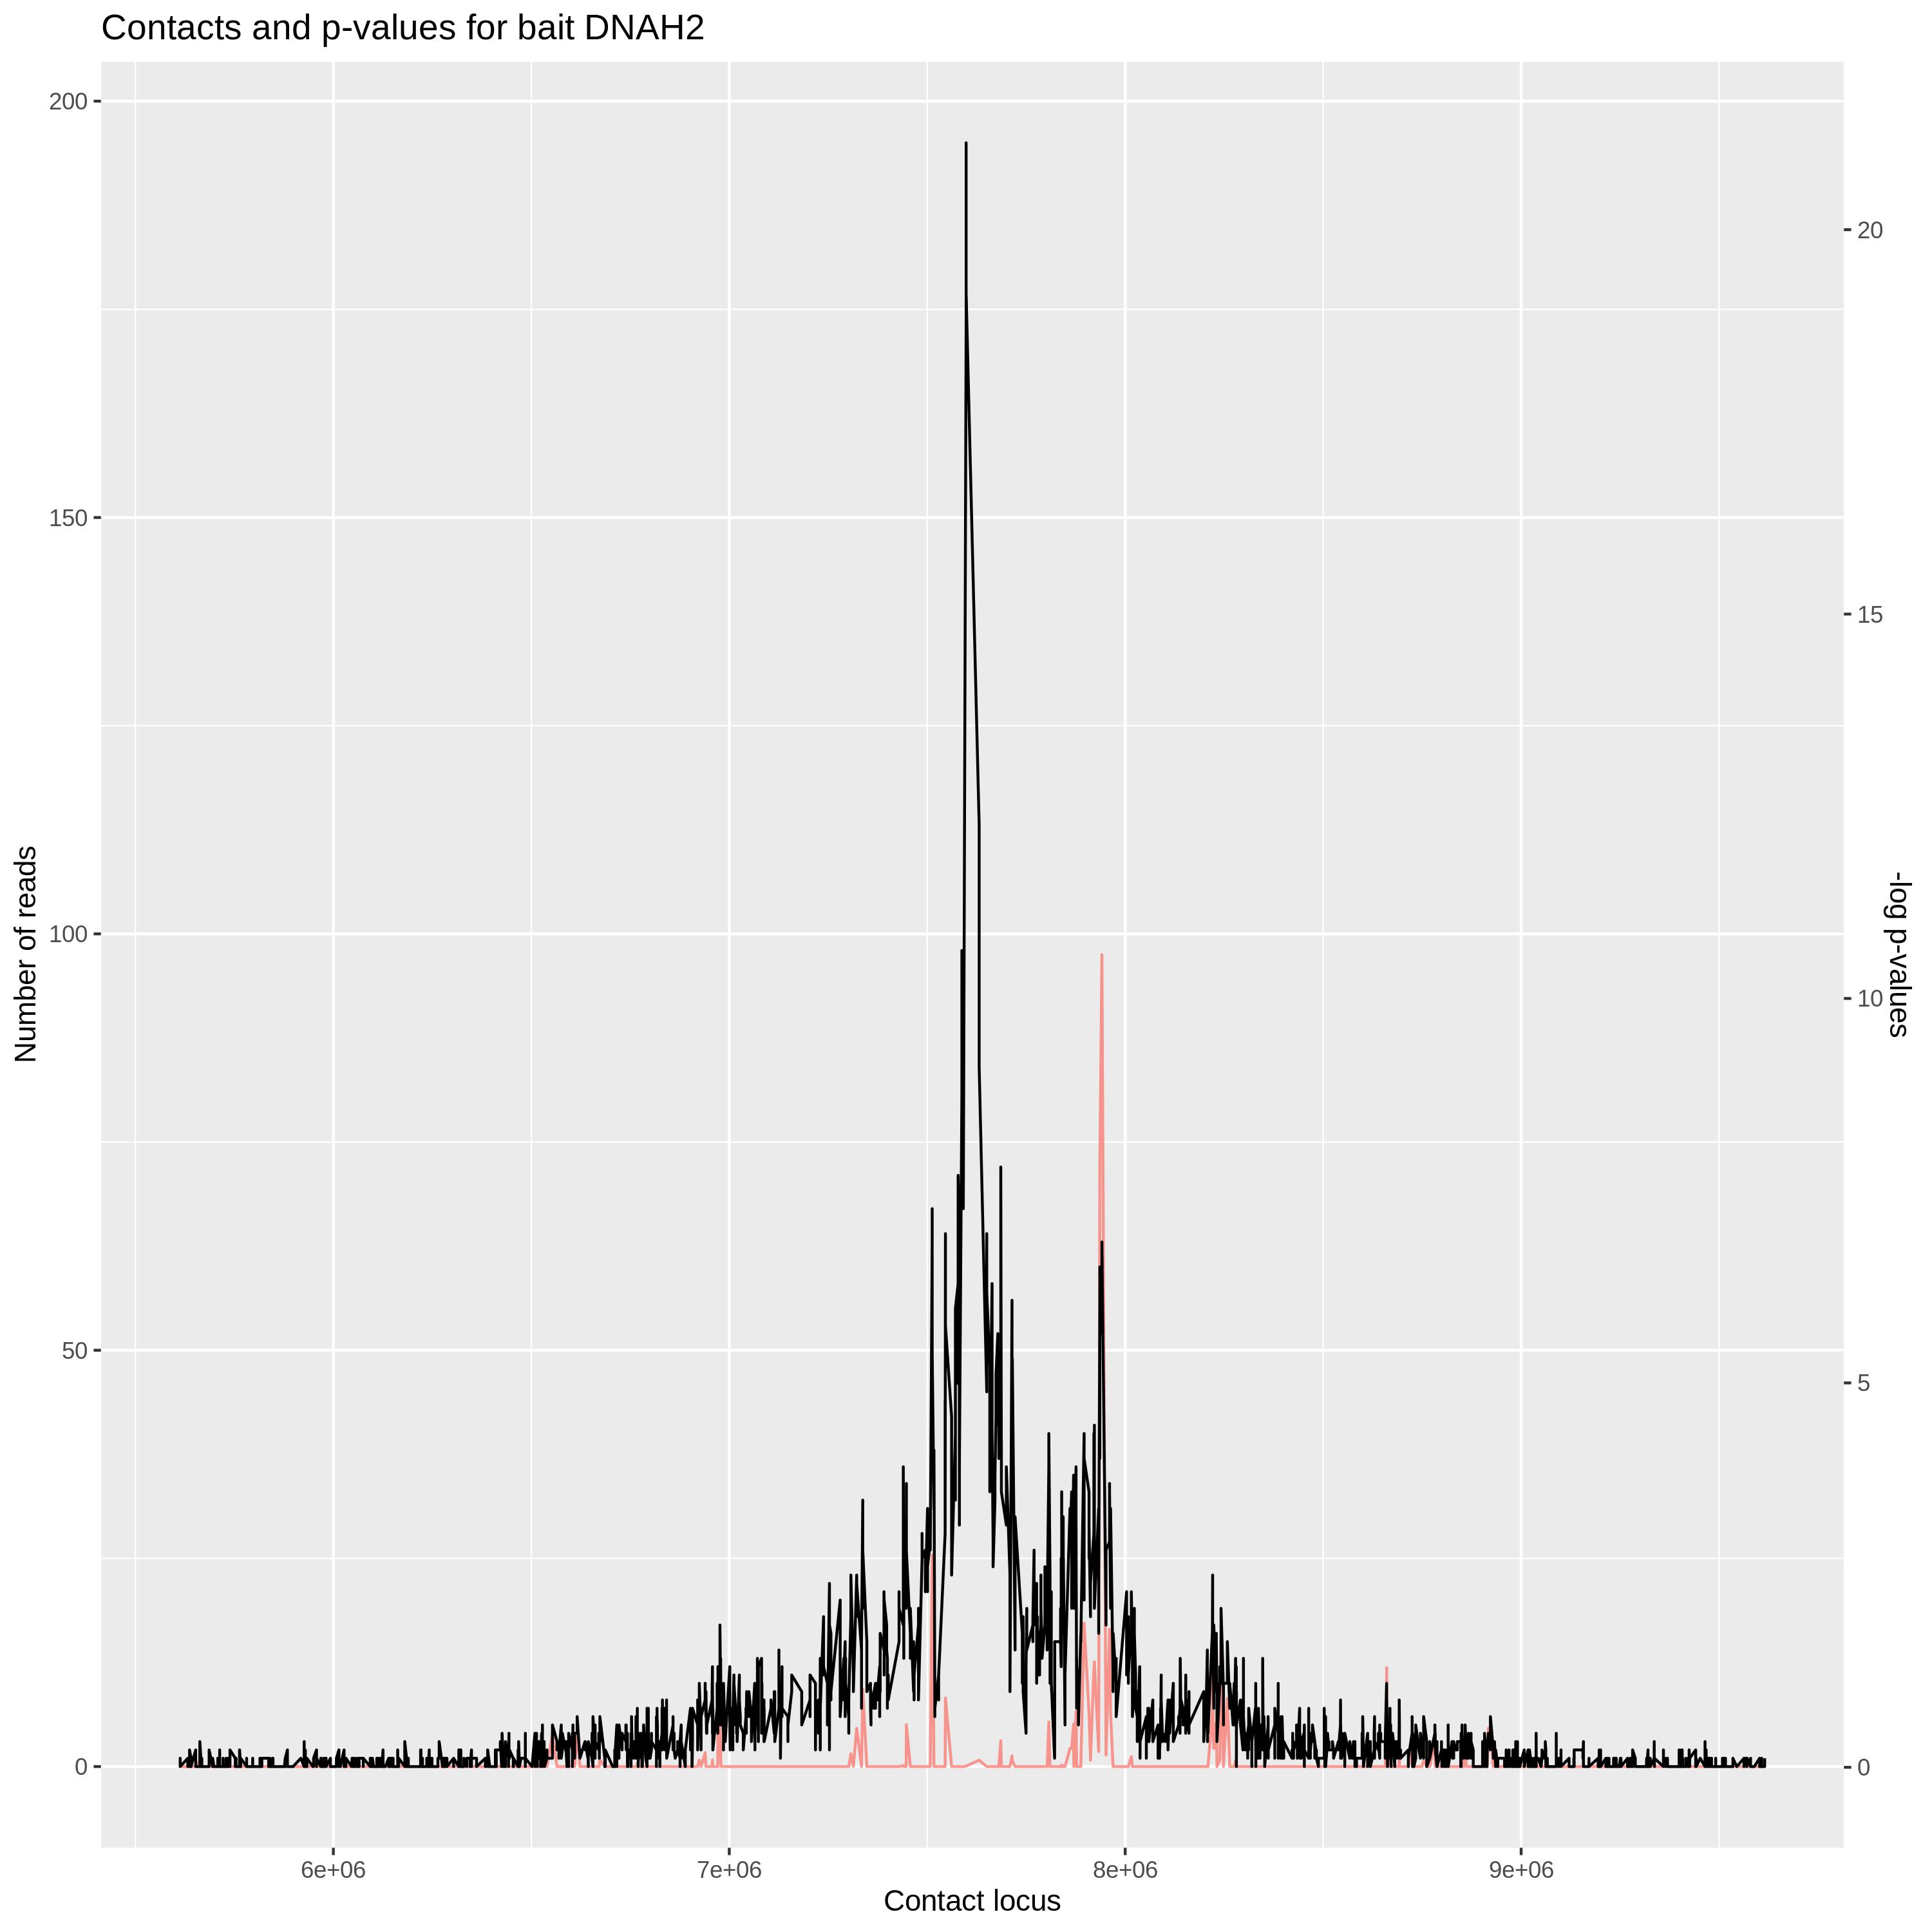 Contacts and p-values for bait DNAH2
200
150
100
50
0
20
15
10
5
0
Number of reads
-log p-values
6e+06
7e+06
8e+06
9e+06
Contact locus